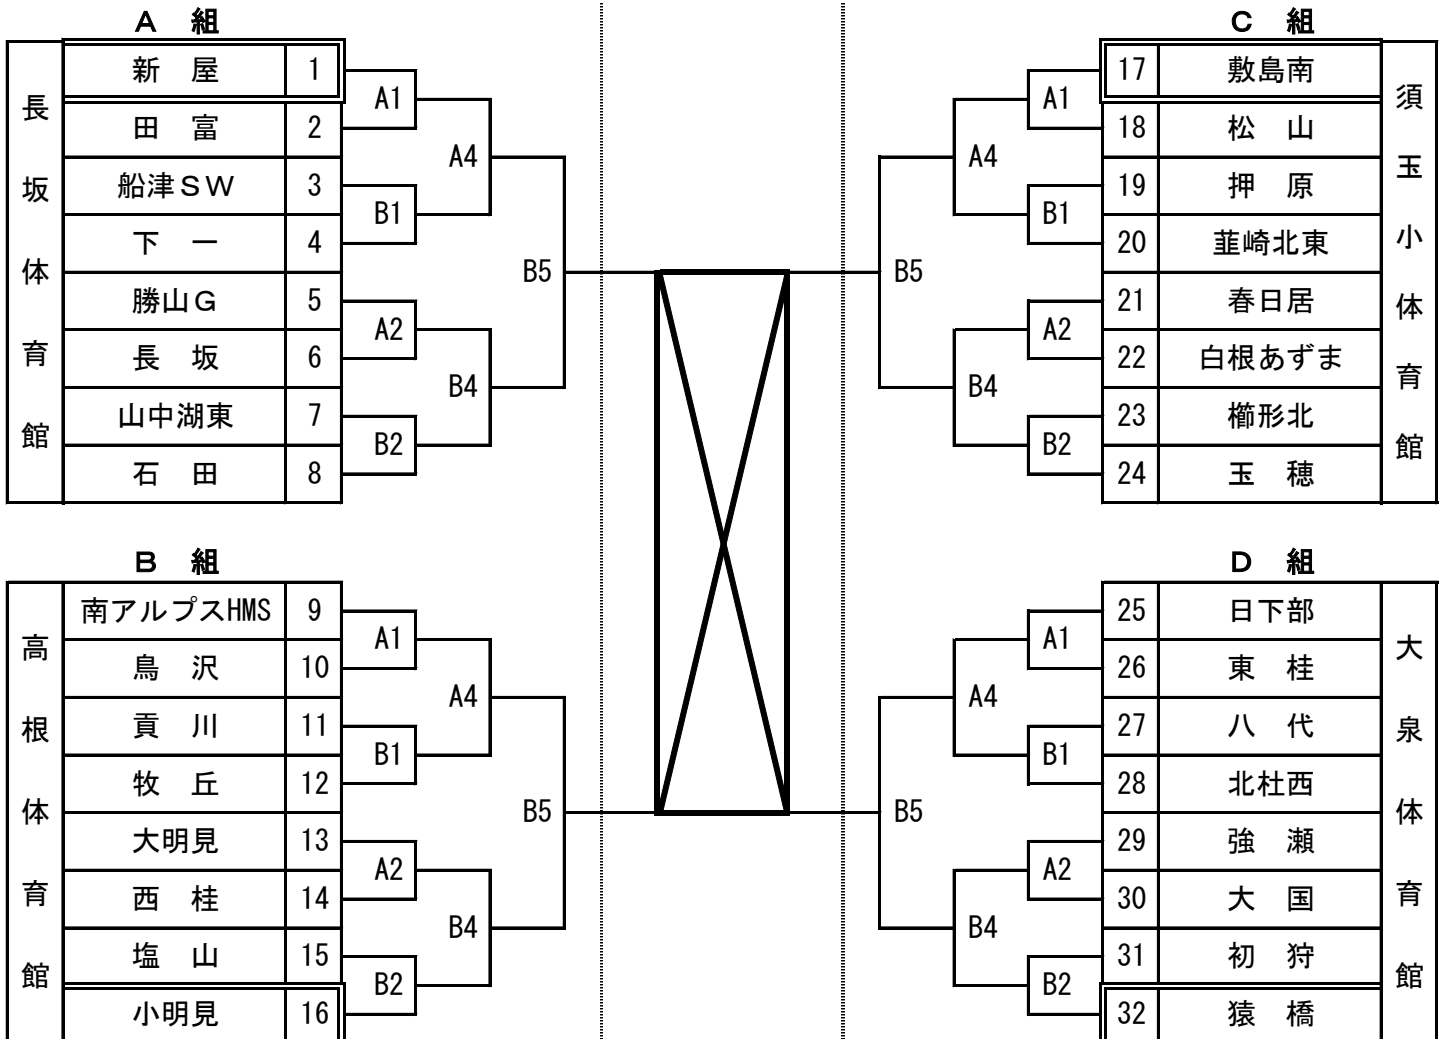 A 組
長坂体育館
新 屋 1
田 富 2
船津SW 3
下 一 4
勝山G 5
長 坂 6
山中湖東 7
石 田 8
A1
B1
A2
B2
A4
B4
B5
B 組
高根体育館
南アルプスHMS 9
鳥 沢 10
貢 川 11
牧 丘 12
大明見 13
西 桂 14
塩 山 15
小明見 16
A1
B1
A2
B2
A4
B4
B5
C 組
須玉小体育館
17 敷島南
18 松 山
19 押 原
20 韮崎北東
21 春日居
22 白根あずま
23 櫛形北
24 玉 穂
A1
B1
A2
B2
A4
B4
B5
D 組
大泉体育館
25 日下部
26 東 桂
27 八 代
28 北杜西
29 強 瀬
30 大 国
31 初 狩
32 猿 橋
A1
B1
A2
B2
A4
B4
B5